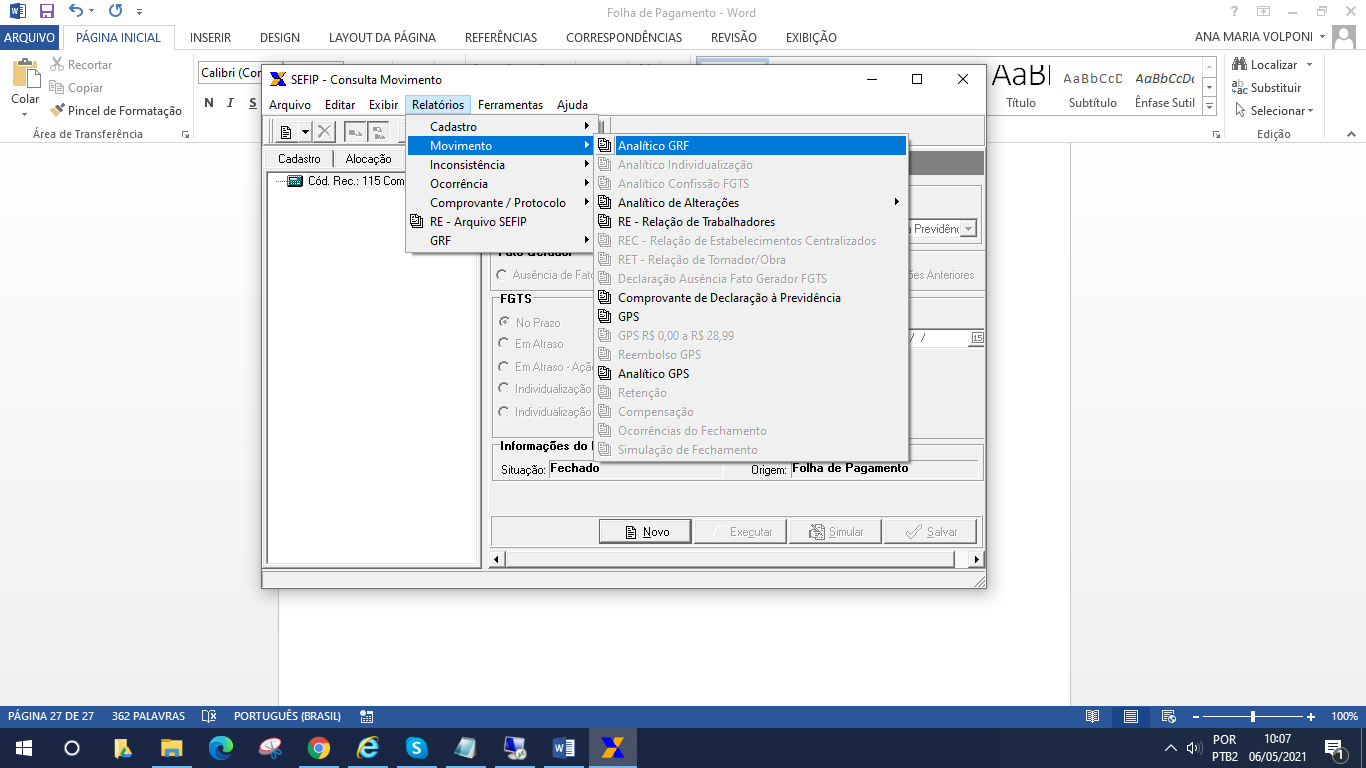 Folha de Pagamento - Word
ARQUIVO PÁGINA INICIAL INSERIR DESIGN LAYOUT DA PÁGINA REFERÊNCIAS CORRESPONDÊNCIAS REVISÃO EXIBIÇÃO ANA MARIA VOLPONI
Colar
Recortar
Copiar
Pincel de Formatação
Área de Transferência
Calibri (Cor
N I S
AaBl
Título
AaBbCcD
Subtítulo
AaBbCcDc
Ênfase Sutil
Localizar
Substituir
Selecionar
Edição
SEFIP - Consulta Movimento
Arquivo Editar Exibir Relatórios Ferramentas Ajuda
Cadastro Alocação
Cód. Rec.: 115 Com
Cadastro
Movimento
Inconsistência
Ocorrência
Comprovante / Protocolo
RE - Arquivo SEFIP
GRF
Analítico GRF
Analítico Individualização
Analítico Confissão FGTS
Analítico de Alterações
RE - Relação de Trabalhadores
REC - Relação de Estabelecimentos Centralizados
RET - Relação de Tomador/Obra
Declaração Ausência Fato Gerador FGTS
Comprovante de Declaração à Previdência
GPS
GPS R$ 0,00 a R$ 28,99
Reembolso GPS
Analítico GPS
Retenção
Compensação
Ocorrências do Fechamento
Simulação de Fechamento
a Previdênc
Fato Gerador
Ausência de Fato
ões Anteriores
FGTS
No Prazo
Em Atraso
Em Atraso - Ação
Individualização
Individualização
/ /
15
Informações do
Situação: Fechado Origem: Folha de Pagamento
Novo Executar Simular Salvar
PÁGINA 27 DE 27 362 PALAVRAS PORTUGUÊS (BRASIL) 100%
POR
PTB2
10:07
06/05/2021
1